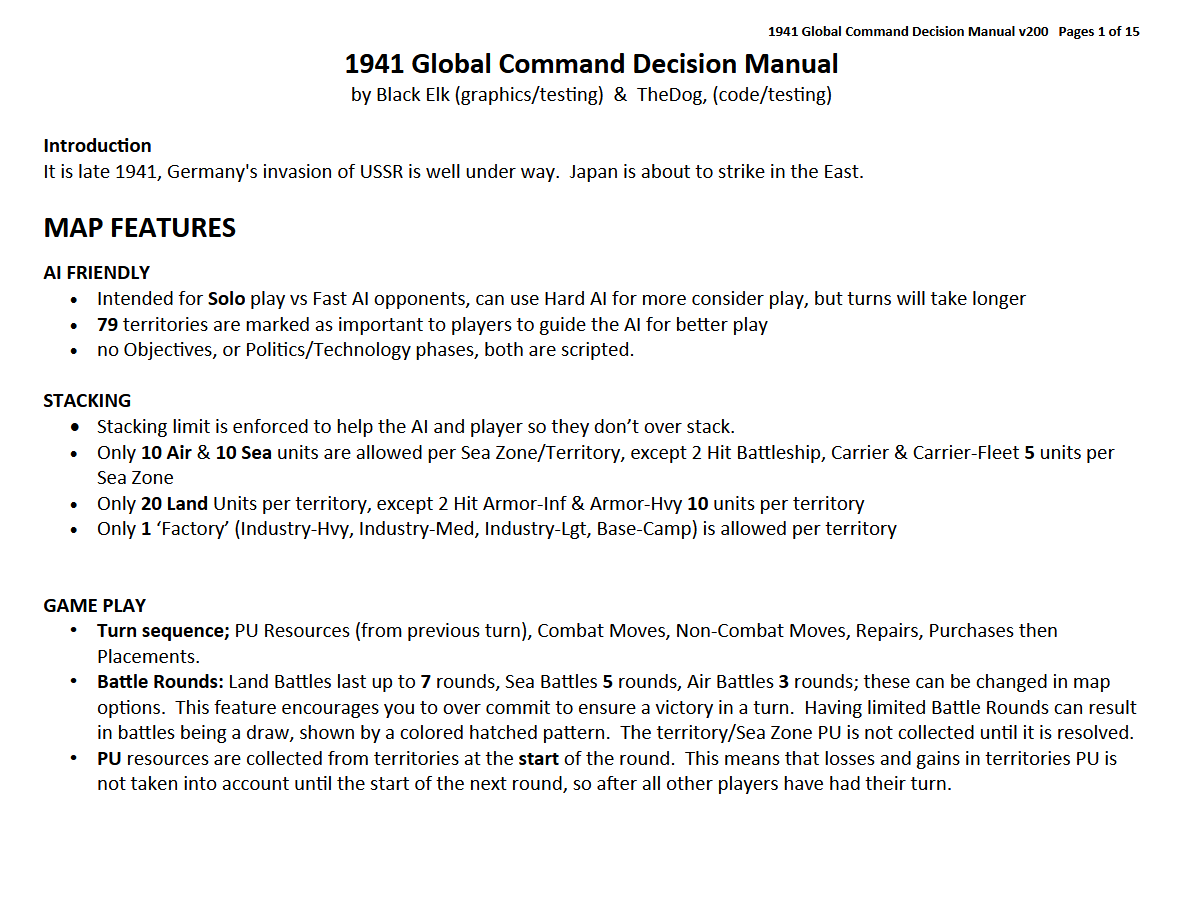 1941 Global Command Decision Manual v200   Pages 1 of 15
1941 Global Command Decision Manual
by Black Elk (graphics/testing)  &  TheDog, (code/testing)
Introduction
It is late 1941, Germany's invasion of USSR is well under way.  Japan is about to strike in the East.
MAP FEATURES
AI FRIENDLY
• Intended for Solo play vs Fast AI opponents, can use Hard AI for more consider play, but turns will take longer
• 79 territories are marked as important to players to guide the AI for better play
• no Objectives, or Politics/Technology phases, both are scripted.
STACKING
• Stacking limit is enforced to help the AI and player so they don’t over stack.
• Only 10 Air & 10 Sea units are allowed per Sea Zone/Territory, except 2 Hit Battleship, Carrier & Carrier-Fleet 5 units per
Sea Zone
• Only 20 Land Units per territory, except 2 Hit Armor-Inf & Armor-Hvy 10 units per territory
• Only 1 ‘Factory’ (Industry-Hvy, Industry-Med, Industry-Lgt, Base-Camp) is allowed per territory
GAME PLAY
• Turn sequence; PU Resources (from previous turn), Combat Moves, Non-Combat Moves, Repairs, Purchases then
Placements.
• Battle Rounds: Land Battles last up to 7 rounds, Sea Battles 5 rounds, Air Battles 3 rounds; these can be changed in map
options.  This feature encourages you to over commit to ensure a victory in a turn.  Having limited Battle Rounds can result
in battles being a draw, shown by a colored hatched pattern.  The territory/Sea Zone PU is not collected until it is resolved.
• PU resources are collected from territories at the start of the round.  This means that losses and gains in territories PU is
not taken into account until the start of the next round, so after all other players have had their turn.